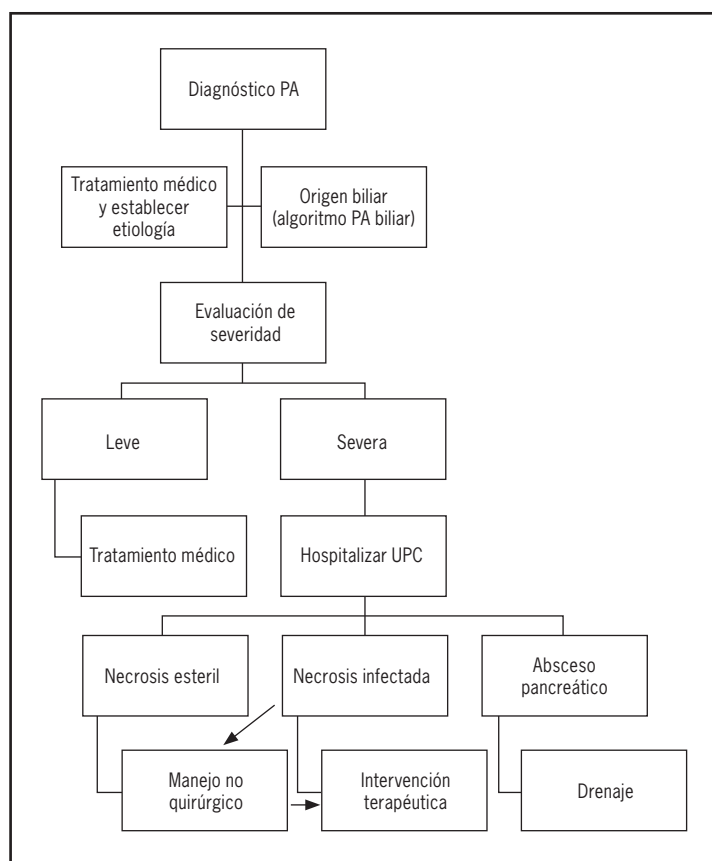 Diagnóstico PA
Tratamiento médico
y establecer
etiología
Origen biliar
(algoritmo PA biliar)
Evaluación de
severidad
Leve
Severa
Tratamiento médico
Hospitalizar UPC
Necrosis esteril
Necrosis infectada
Absceso
pancreático
Manejo no
quirúrgico
Intervención
terapéutica
Drenaje